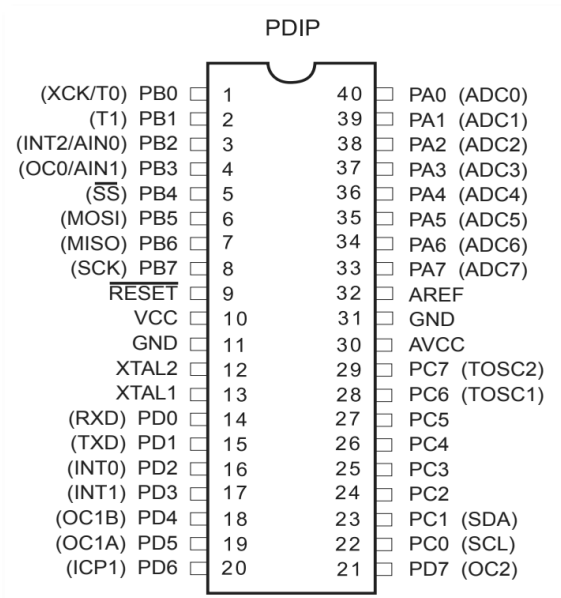 PDIP
(XCK/T0) PB0 1 40 PA0 (ADC0)
(T1) PB1 2 39 PA1 (ADC1)
(INT2/AIN0) PB2 3 38 PA2 (ADC2)
(OC0/AIN1) PB3 4 37 PA3 (ADC3)
(SS) PB4 5 36 PA4 (ADC4)
(MOSI) PB5 6 35 PA5 (ADC5)
(MISO) PB6 7 34 PA6 (ADC6)
(SCK) PB7 8 33 PA7 (ADC7)
RESET 9 32 AREF
VCC 10 31 GND
GND 11 30 AVCC
XTAL2 12 29 PC7 (TOSC2)
XTAL1 13 28 PC6 (TOSC1)
(RXD) PD0 14 27 PC5
(TXD) PD1 15 26 PC4
(INT0) PD2 16 25 PC3
(INT1) PD3 17 24 PC2
(OC1B) PD4 18 23 PC1 (SDA)
(OC1A) PD5 19 22 PC0 (SCL)
(ICP1) PD6 20 21 PD7 (OC2)